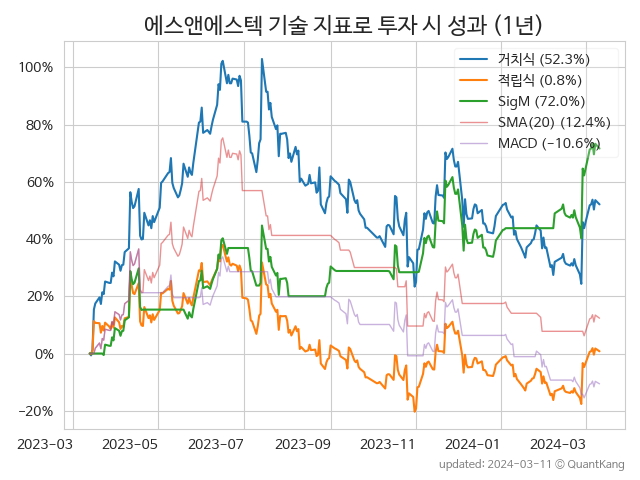 에스앤에스텍 기술 지표로 투자 시 성과 (1년)
거치식 (52.3%)
적립식 (0.8%)
SigM (72.0%)
SMA(20) (12.4%)
MACD (−10.6%)
100%
80%
60%
40%
20%
0%
−20%
2023-03
2023-05
2023-07
2023-09
2023-11
2024-01
2024-03
updated: 2024-03-11 © QuantKang